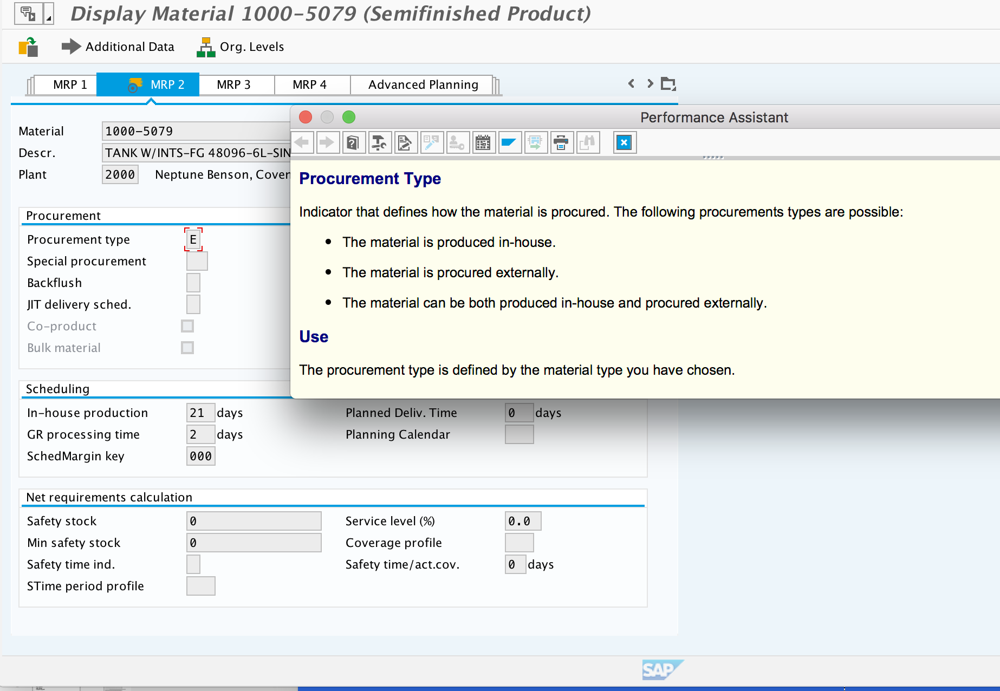 Display Material 1000-5079 (Semifinished Product)
Additional Data
Org. Levels
MRP 1
MRP 2
MRP 3
MRP 4
Advanced Planning
Material
1000-5079
Descr.
TANK W/INTS-FG 48096-6L-SIN
Plant
2000
Neptune Benson, Coven
Procurement
Procurement type
E
Special procurement
Backflush
JIT delivery sched.
Co-product
Bulk material
Performance Assistant
Procurement Type
Indicator that defines how the material is procured. The following procurements types are possible:
• The material is produced in-house.
• The material is procured externally.
• The material can be both produced in-house and procured externally.
Use
The procurement type is defined by the material type you have chosen.
Scheduling
In-house production 21 days
Planned Deliv. Time 0 days
GR processing time 2 days
Planning Calendar
SchedMargin key 000
Net requirements calculation
Safety stock 0
Service level (%) 0.0
Min safety stock 0
Coverage profile
Safety time ind.
Safety time/act.cov. 0 days
STime period profile
SAP